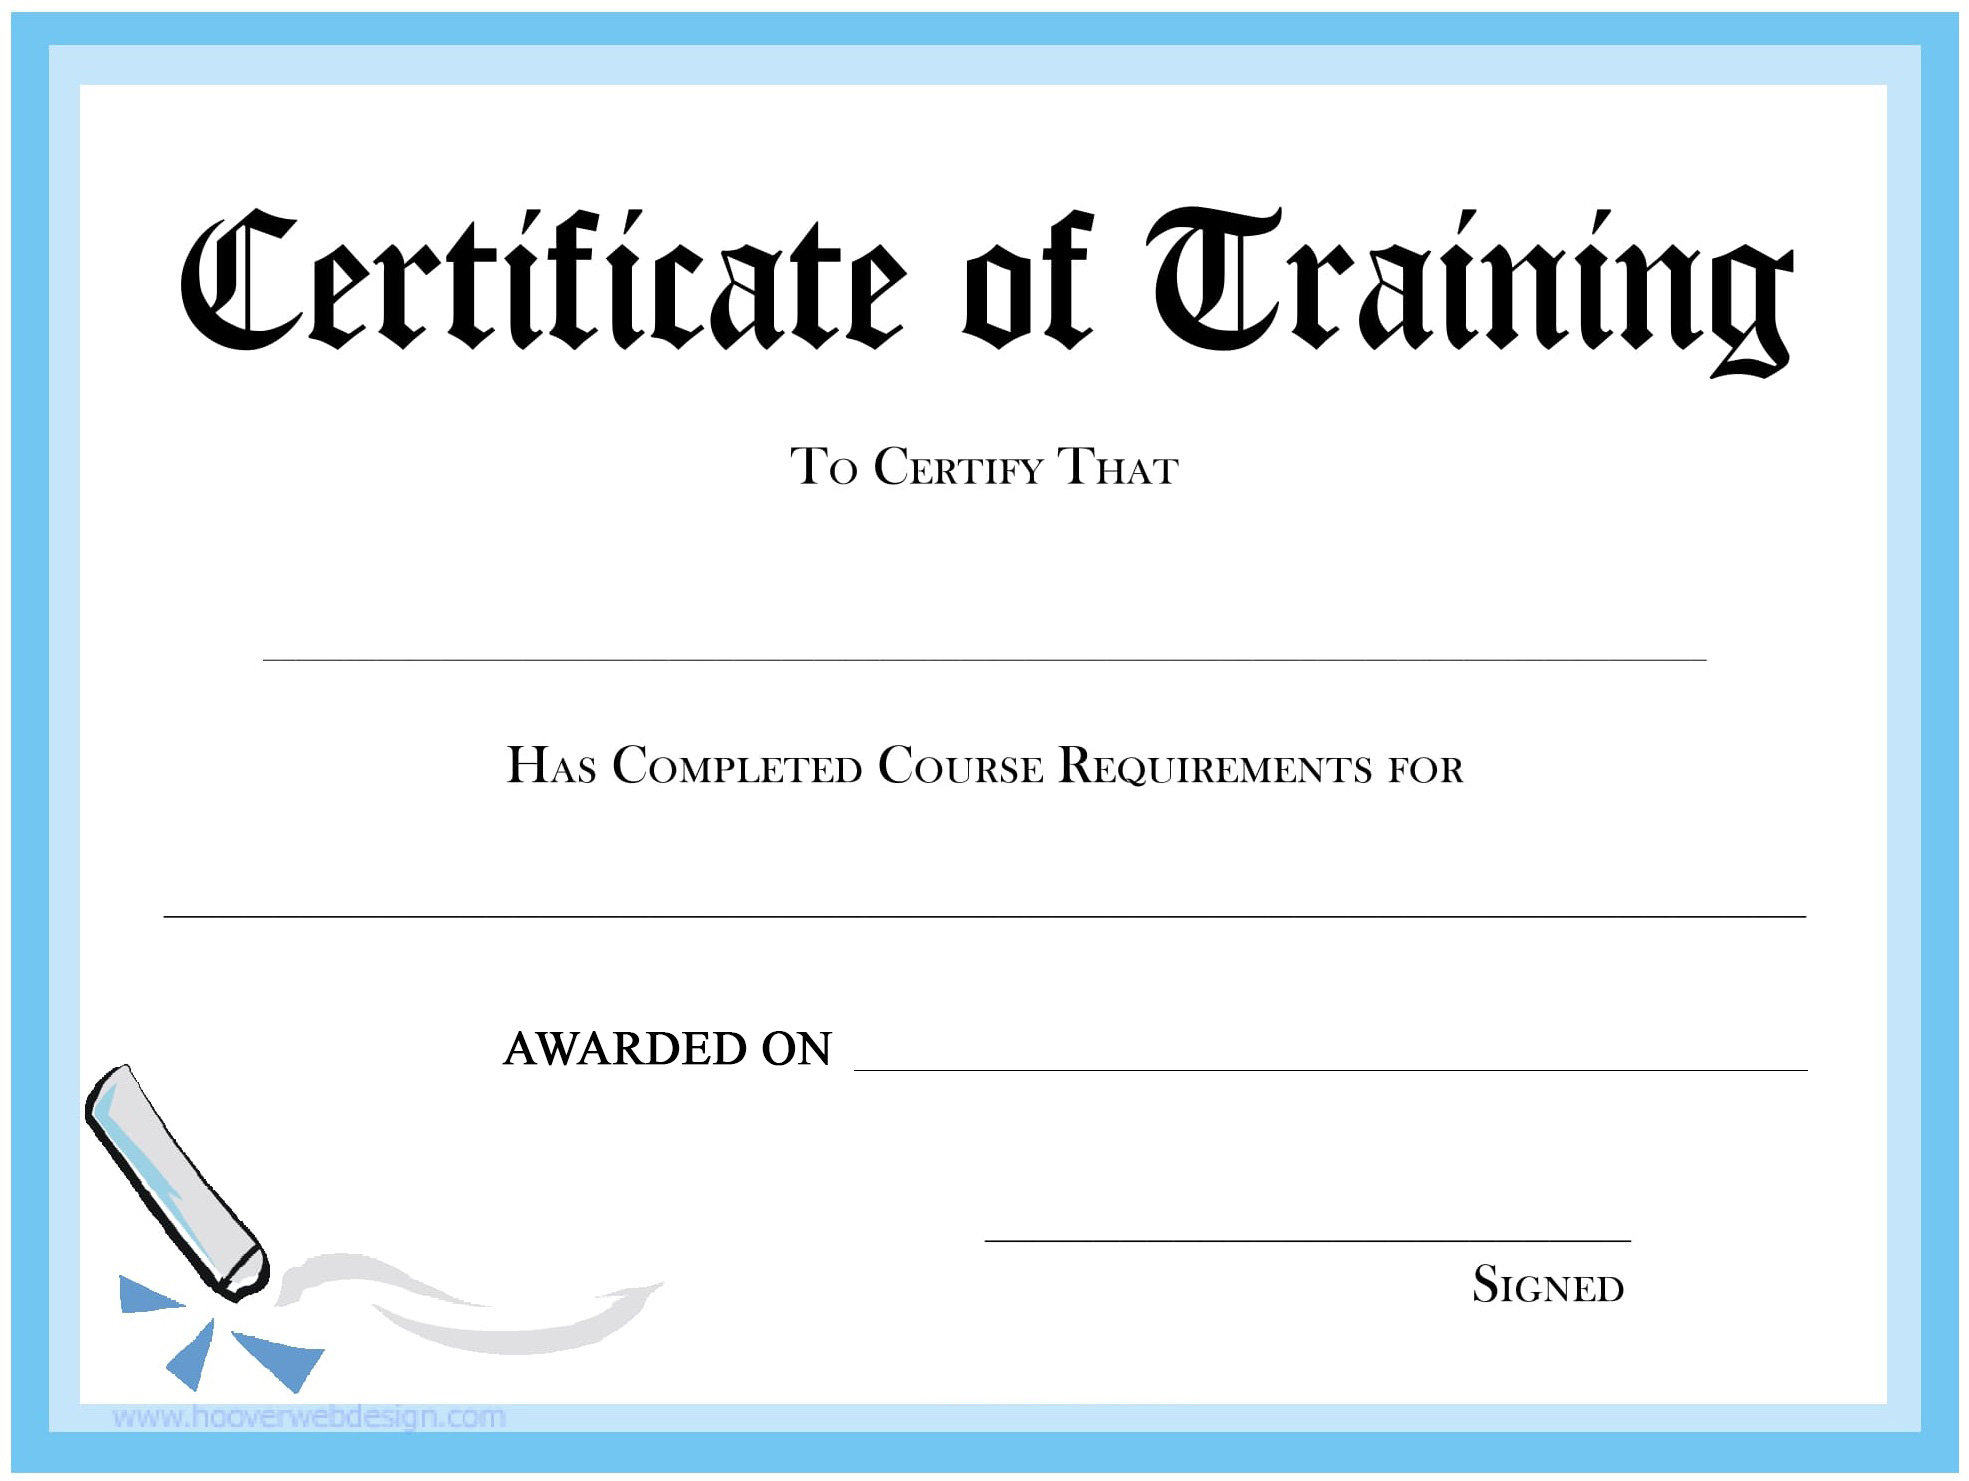 Certificate of Training
To Certify That
Has Completed Course Requirements for
AWARDED ON
Signed
www.hooverwebdesign.com